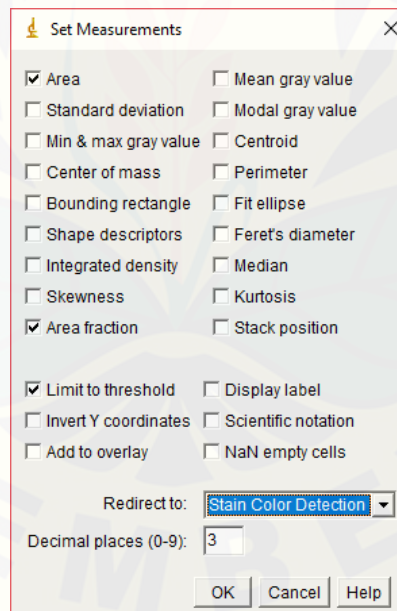 Set Measurements
Area Mean gray value
Standard deviation Modal gray value
Min & max gray value Centroid
Center of mass Perimeter
Bounding rectangle Fit ellipse
Shape descriptors Feret's diameter
Integrated density Median
Skewness Kurtosis
Area fraction Stack position
Limit to threshold Display label
Invert Y coordinates Scientific notation
Add to overlay NaN empty cells
Redirect to: Stain Color Detection
Decimal places (0-9): 3
OK Cancel Help